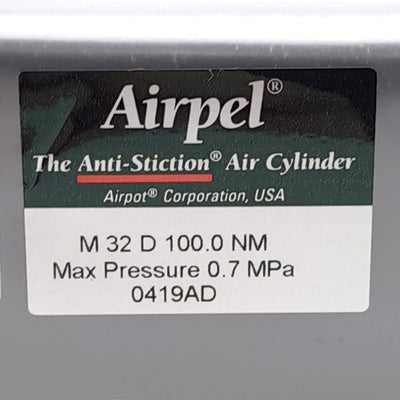 Airpel®
The Anti-Stiction® Air Cylinder
Airpot® Corporation, USA
M 32 D 100.0 NM
Max Pressure 0.7 MPa
0419AD